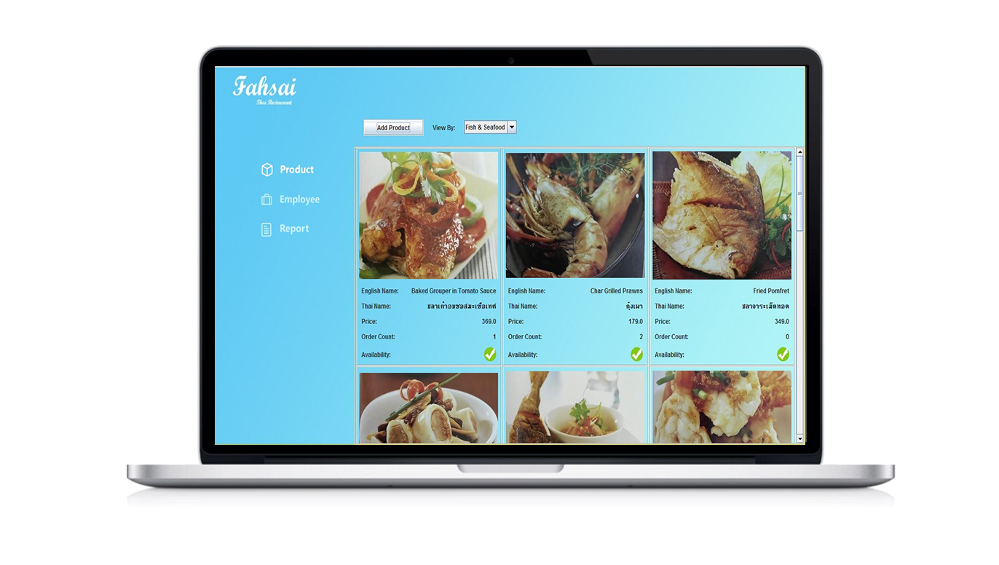 Fahsai
Thai Restaurant
Add Product
View By:
Fish & Seafood
Product
Employee
Report
English Name: Baked Grouper in Tomato Sauce
Thai Name: ปลาเก๋าอบซอสมะเขือเทศ
Price: 369.0
Order Count: 1
Availability:
English Name: Char Grilled Prawns
Thai Name: กุ้งเผา
Price: 179.0
Order Count: 2
Availability:
English Name: Fried Pomfret
Thai Name: ปลาจาระเม็ดทอด
Price: 349.0
Order Count: 0
Availability: